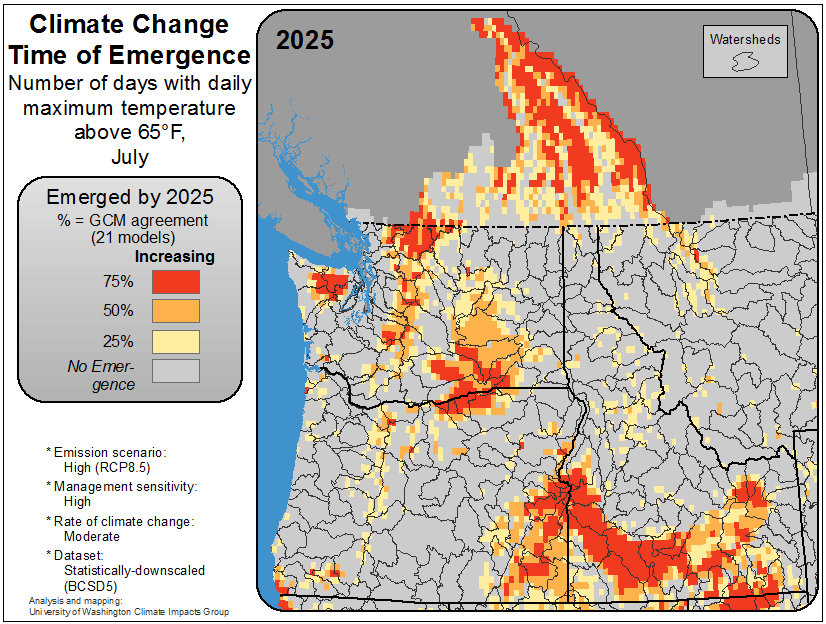 Climate Change
Time of Emergence
Number of days with daily
maximum temperature
above 65°F,
July
Emerged by 2025
% = GCM agreement
(21 models)
Increasing
75%
50%
25%
No Emer-
gence
* Emission scenario:
High (RCP8.5)
* Management sensitivity:
High
* Rate of climate change:
Moderate
* Dataset:
Statistically-downscaled
(BCSD5)
Analysis and mapping:
University of Washington Climate Impacts Group
2025
Watersheds